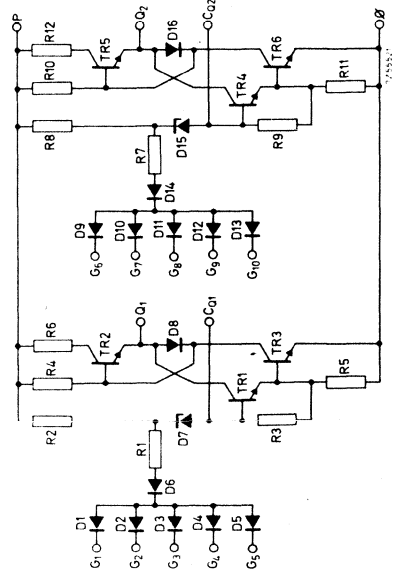 P
R2 R4 R6 R8 R10 R12
D1 TR2 D9 TR5
G1 G6
D2 Q1 D10 Q2
G2 R1 G7 R7
D6 D14
D3 D8 D11 D16
G3 G8
D4 D7 CQ1 D12 D15 CQ2
G4 G9
D5 TR1 D13 TR4
G5 G10
R3 TR3 R9 TR6
R5 R11
Ø